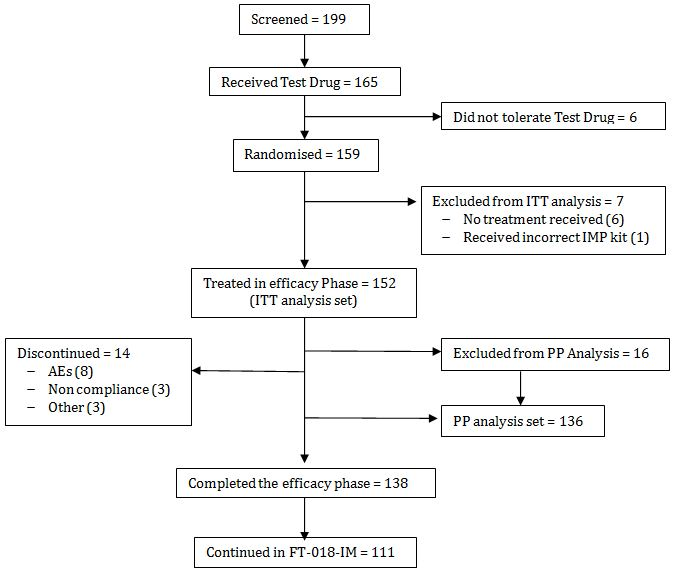 Screened = 199
Received Test Drug = 165
Did not tolerate Test Drug = 6
Randomised = 159
Excluded from ITT analysis = 7
– No treatment received (6)
– Received incorrect IMP kit (1)
Treated in efficacy Phase = 152
(ITT analysis set)
Discontinued = 14
– AEs (8)
– Non compliance (3)
– Other (3)
Excluded from PP Analysis = 16
PP analysis set = 136
Completed the efficacy phase = 138
Continued in FT-018-IM = 111